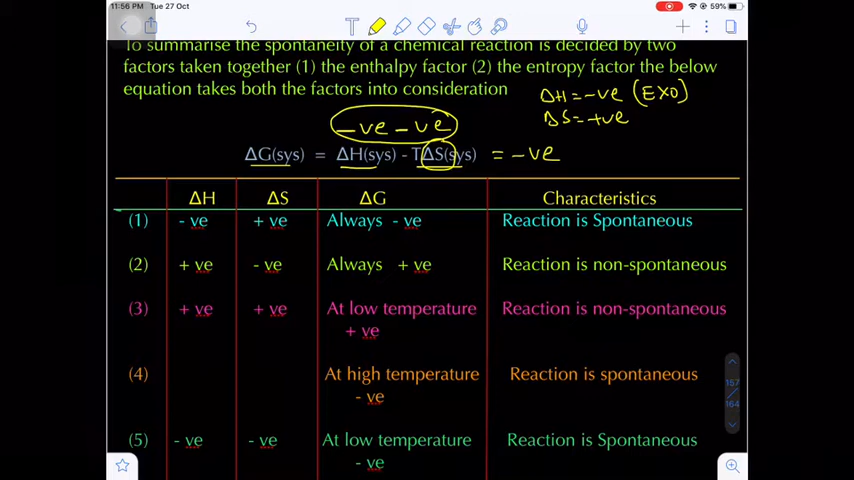 11:56 PM Tue 27 Oct
59%
To summarise the spontaneity of a chemical reaction is decided by two
factors taken together (1) the enthalpy factor (2) the entropy factor the below
equation takes both the factors into consideration
ΔH = -ve (EXO)
ΔS = +ve
-ve -ve
ΔG(sys) = ΔH(sys) - TΔS(sys) = -ve
ΔH ΔS ΔG Characteristics
(1) - ve + ve Always - ve Reaction is Spontaneous
(2) + ve - ve Always + ve Reaction is non-spontaneous
(3) + ve + ve At low temperature Reaction is non-spontaneous
+ ve
(4) At high temperature Reaction is spontaneous
- ve
(5) - ve - ve At low temperature Reaction is Spontaneous
- ve
157
/
164